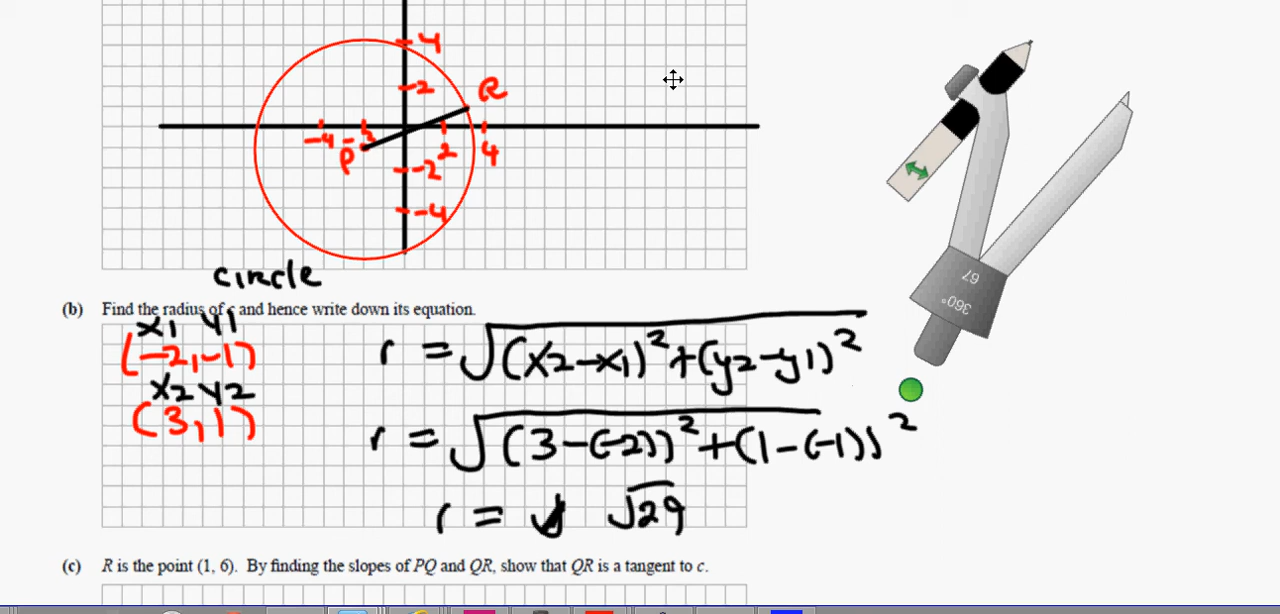 4
2
R
-4 -2
P
2 4
-2
-4
circle
(b) Find the radius of c and hence write down its equation.
x1 y1
(-2,-1)
x2 y2
(3,1)
r = √(x2-x1)²+(y2-y1)²
r = √(3-(-2))²+(1-(-1))²
r = √29
(c) R is the point (1, 6). By finding the slopes of PQ and QR, show that QR is a tangent to c.
67
360°